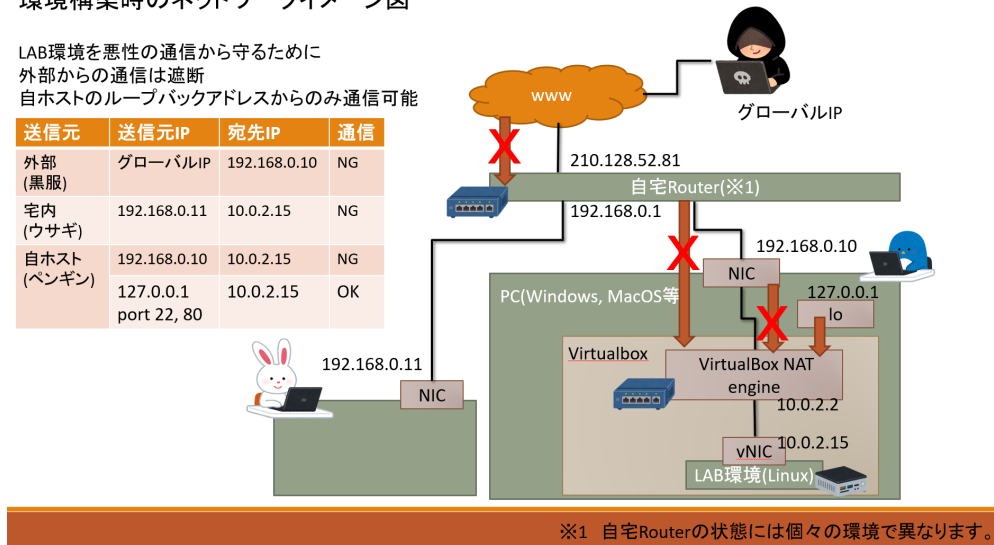 LAB環境を悪性の通信から守るために
外部からの通信は遮断
自ホストのループバックアドレスからのみ通信可能
送信元 送信元IP 宛先IP 通信
外部 グローバルIP 192.168.0.10 NG
(黒服)
宅内 192.168.0.11 10.0.2.15 NG
(ウサギ)
自ホスト 192.168.0.10 10.0.2.15 NG
(ペンギン)
127.0.0.1 10.0.2.15 OK
port 22, 80
www
グローバルIP
210.128.52.81
自宅Router(※1)
192.168.0.1
192.168.0.10
NIC
PC(Windows, MacOS等
127.0.0.1
lo
192.168.0.11
NIC
Virtualbox
VirtualBox NAT
engine
10.0.2.2
10.0.2.15
vNIC
LAB環境(Linux)
※1 自宅Routerの状態には個々の環境で異なります。